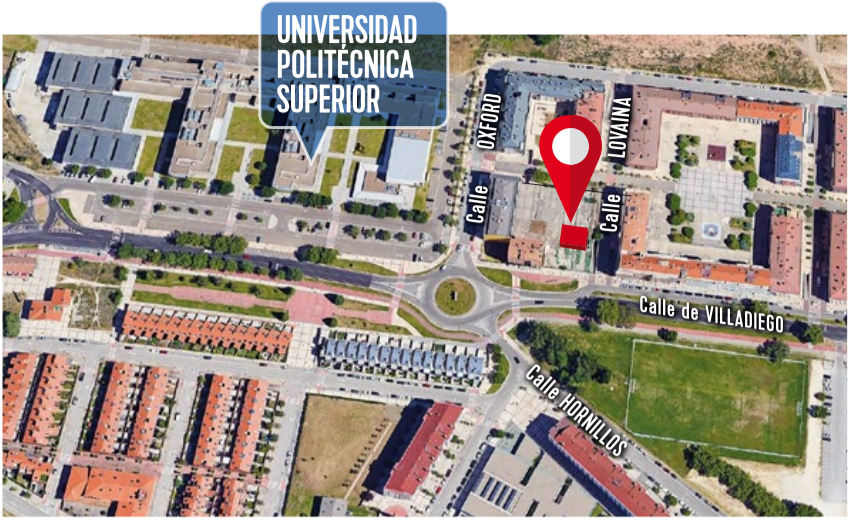 UNIVERSIDAD
POLITÉCNICA
SUPERIOR
Calle OXFORD
Calle LOVAINA
Calle de VILLADIEGO
Calle HORNILLOS